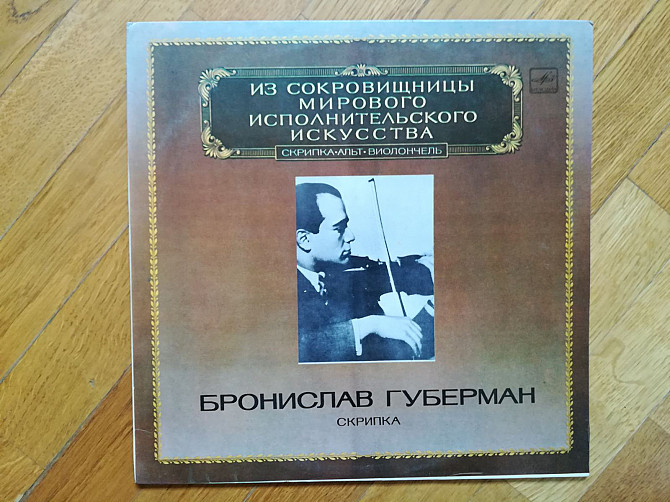 ИЗ СОКРОВИЩНИЦЫ
МИРОВОГО
ИСПОЛНИТЕЛЬСКОГО
ИСКУССТВА
СКРИПКА•АЛЬТ•ВИОЛОНЧЕЛЬ
БРОНИСЛАВ ГУБЕРМАН
СКРИПКА